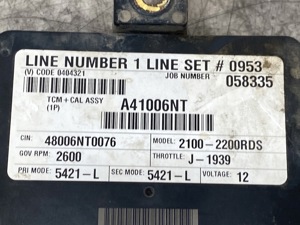 LINE NUMBER 1 LINE SET # 0953
(V) CODE 0404321 JOB NUMBER 058335
TCM + CAL ASSY A41006NT
(1P)
CIN: 48006NT0076 MODEL: 2100-2200RDS
GOV RPM: 2600 THROTTLE: J-1939
PRI MODE: 5421-L SEC MODE: 5421-L VOLTAGE: 12